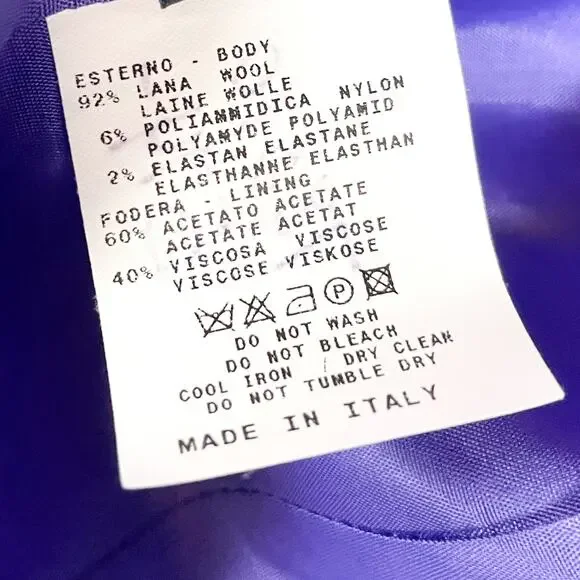 ESTERNO - BODY
92% LANA WOOL
LAINE WOLLE
6% POLIAMMIDICA NYLON
POLYAMYDE POLYAMID
2% ELASTAN ELASTANE
ELASTHANNE ELASTHAN
FODERA - LINING
60% ACETATO ACETATE
ACETATE ACETAT
40% VISCOSA VISCOSE
VISCOSE VISKOSE
P
DO NOT WASH
DO NOT BLEACH
COOL IRON / DRY CLEAN
DO NOT TUMBLE DRY
MADE IN ITALY